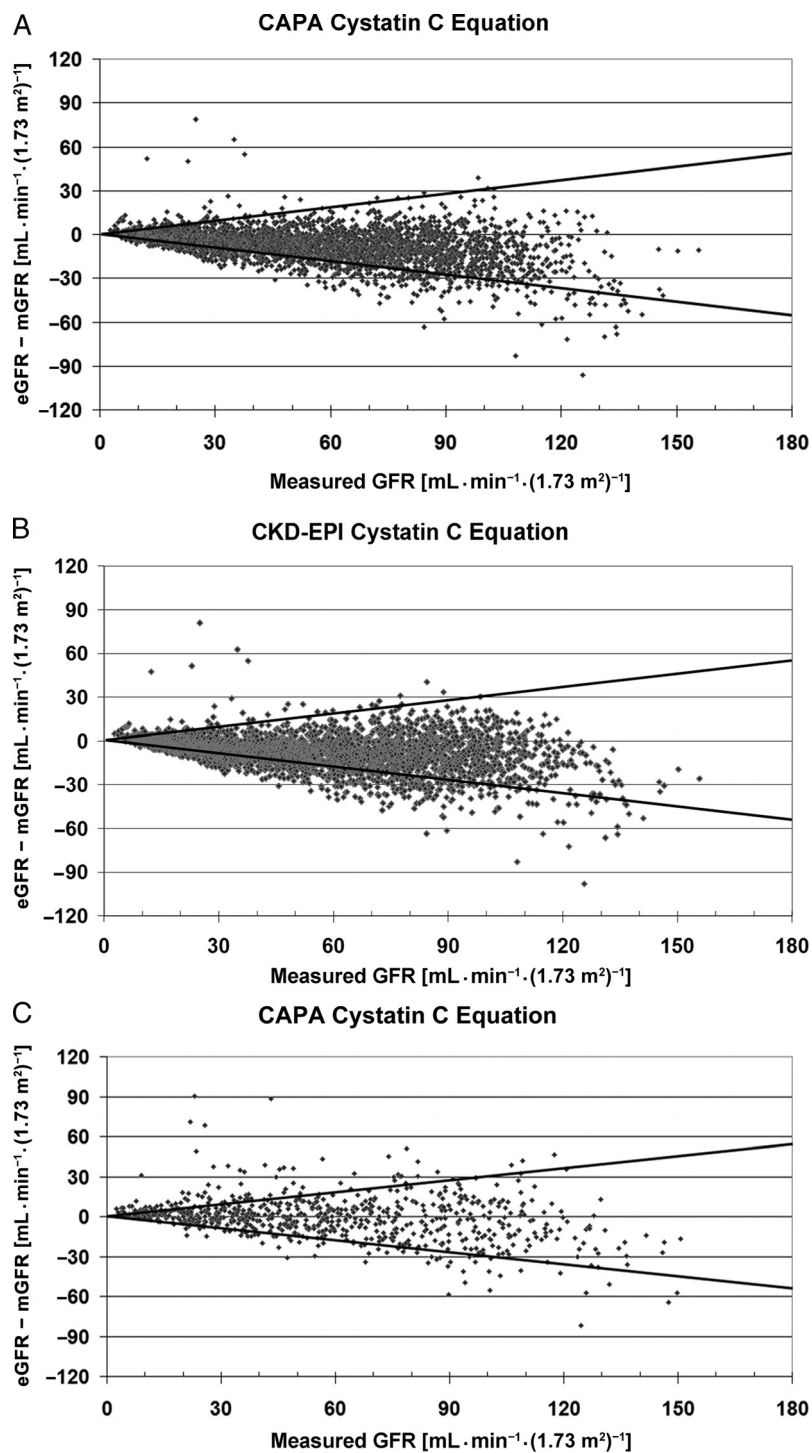 A
CAPA Cystatin C Equation
eGFR – mGFR [mL·min⁻¹·(1.73 m²)⁻¹]
120
90
60
30
0
–30
–60
–90
–120
0 30 60 90 120 150 180
Measured GFR [mL·min⁻¹·(1.73 m²)⁻¹]
B
CKD-EPI Cystatin C Equation
eGFR – mGFR [mL·min⁻¹·(1.73 m²)⁻¹]
120
90
60
30
0
–30
–60
–90
–120
0 30 60 90 120 150 180
Measured GFR [mL·min⁻¹·(1.73 m²)⁻¹]
C
CAPA Cystatin C Equation
eGFR – mGFR [mL·min⁻¹·(1.73 m²)⁻¹]
120
90
60
30
0
–30
–60
–90
–120
0 30 60 90 120 150 180
Measured GFR [mL·min⁻¹·(1.73 m²)⁻¹]